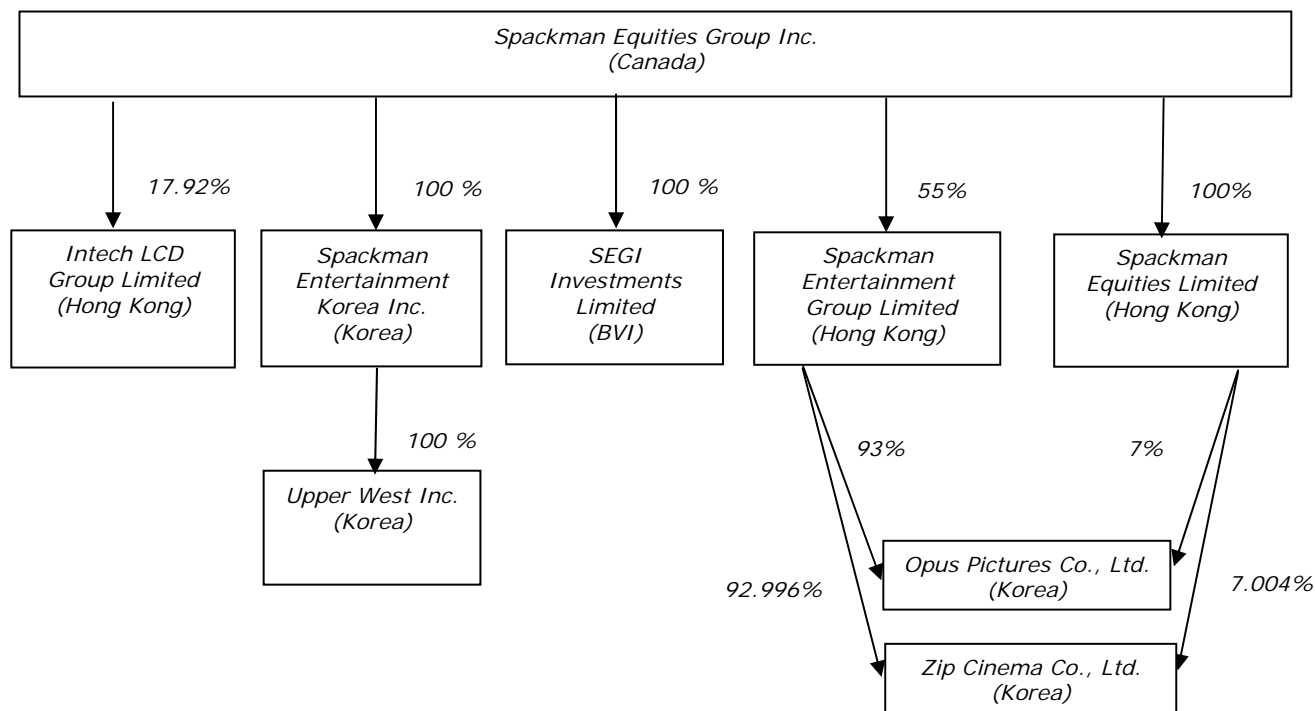 Spackman Equities Group Inc.
(Canada)
17.92%
100 %
100 %
55%
100%
Intech LCD
Group Limited
(Hong Kong)
Spackman
Entertainment
Korea Inc.
(Korea)
SEGI
Investments
Limited
(BVI)
Spackman
Entertainment
Group Limited
(Hong Kong)
Spackman
Equities Limited
(Hong Kong)
100 %
93%
7%
Upper West Inc.
(Korea)
Opus Pictures Co., Ltd.
(Korea)
92.996%
7.004%
Zip Cinema Co., Ltd.
(Korea)